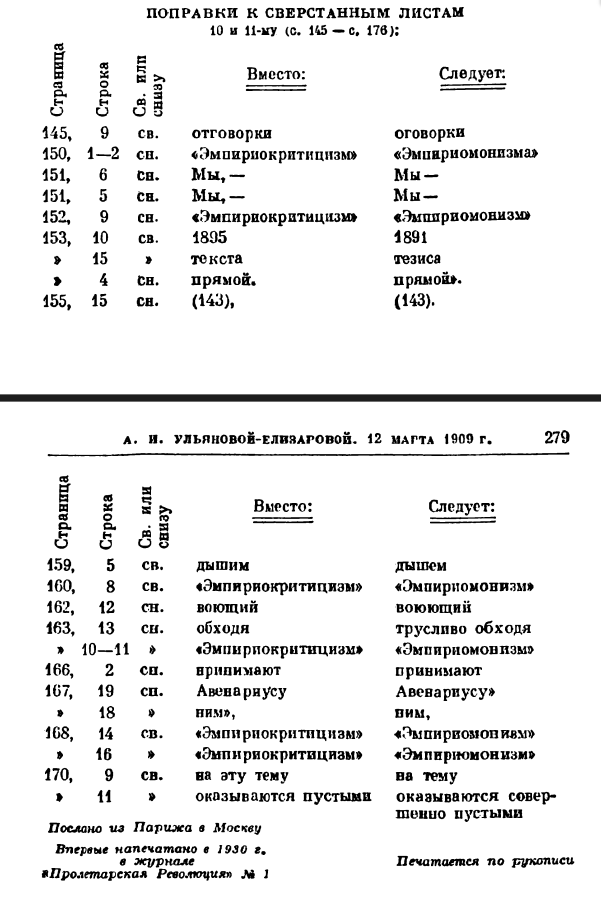 ПОПРАВКИ К СВЕРСТАННЫМ ЛИСТАМ
10 и 11-му (с. 145 — с. 176):
Страница Строка Св. или снизу Вместо: Следует:
145, 9 св. отговорки оговорки
150, 1—2 сн. «Эмпириокритицизм» «Эмпириомонизма»
151, 6 сн. Мы, — Мы —
151, 5 сн. Мы, — Мы —
152, 9 сн. «Эмпириокритицизм» «Эмпириомонизм»
153, 10 св. 1895 1891
» 15 » текста тезиса
» 4 сн. прямой. прямой».
155, 15 сн. (143), (143).
А. И. УЛЬЯНОВОЙ-ЕЛИЗАРОВОЙ. 12 МАРТА 1909 г. 279
Страница Строка Св. или снизу Вместо: Следует:
159, 5 св. дышим дышем
160, 8 св. «Эмпириокритицизм» «Эмпириомонизм»
162, 12 сн. воющий воюющий
163, 13 сн. обходя трусливо обходя
» 10—11 » «Эмпириокритицизм» «Эмпириомонизм»
166, 2 сн. принимают принимают
167, 19 сн. Авенариусу Авенариусу»
» 18 » ним», ним,
168, 14 св. «Эмпириокритицизм» «Эмпириомонизм»
» 16 » «Эмпириокритицизм» «Эмпириомонизм»
170, 9 св. на эту тему на тему
» 11 » оказываются пустыми оказываются совер-
шенно пустыми
Послано из Парижа в Москву
Впервые напечатано в 1930 г.
в журнале
«Пролетарская Революция» № 1
Печатается по рукописи